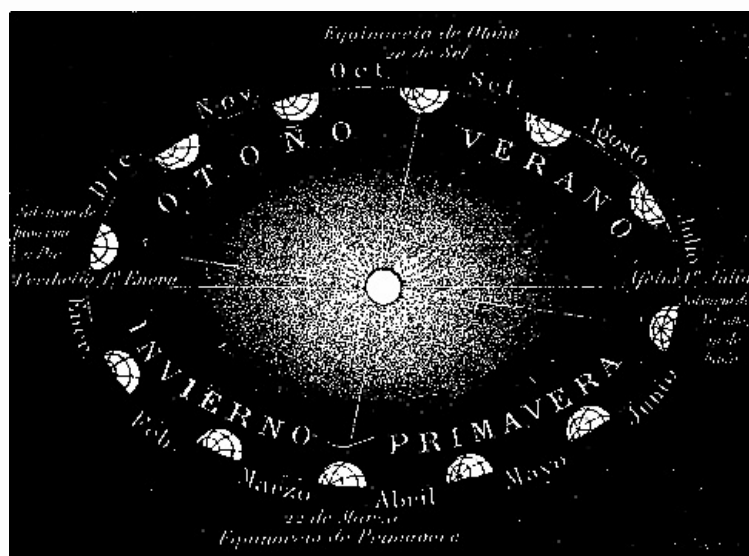 Equinoccio de Otoño
Oct.
Set.
Nov.
Agosto
OTOÑO
VERANO
Dic
Julio
Perihelio 1º Enero
1º Julio
Enero
INVIERNO
PRIMAVERA
Junio
Feb.
Mayo
Marzo
Abril
22 de Marzo
Equinoccio de Primavera